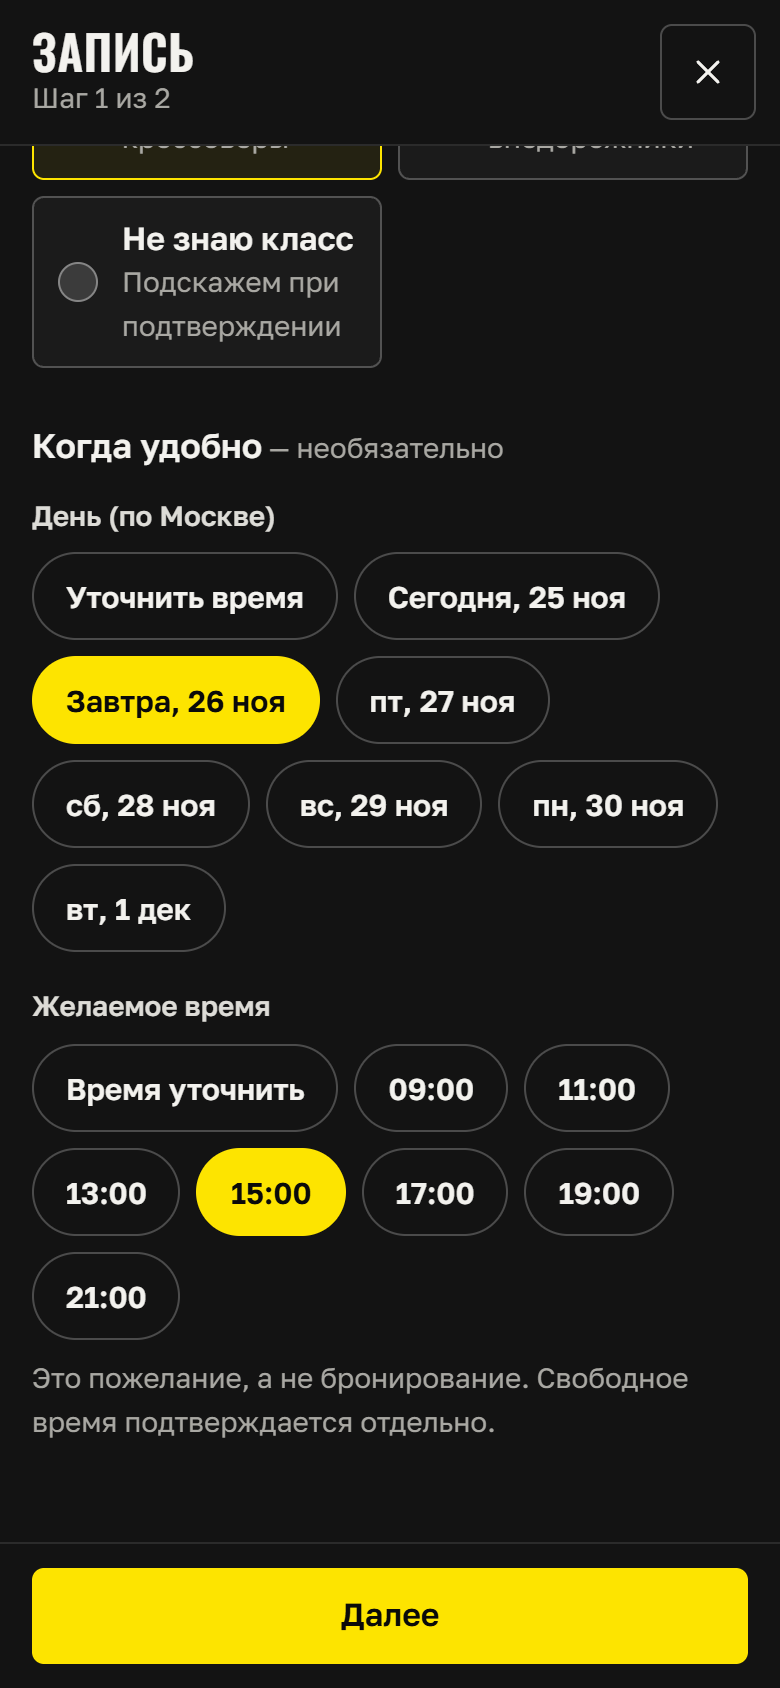 ЗАПИСЬ
Шаг 1 из 2
кроссоверы
внедорожники
Не знаю класс
Подскажем при
подтверждении
Когда удобно – необязательно
День (по Москве)
Уточнить время
Сегодня, 25 ноя
Завтра, 26 ноя
пт, 27 ноя
сб, 28 ноя
вс, 29 ноя
пн, 30 ноя
вт, 1 дек
Желаемое время
Время уточнить
09:00
11:00
13:00
15:00
17:00
19:00
21:00
Это пожелание, а не бронирование. Свободное
время подтверждается отдельно.
Далее